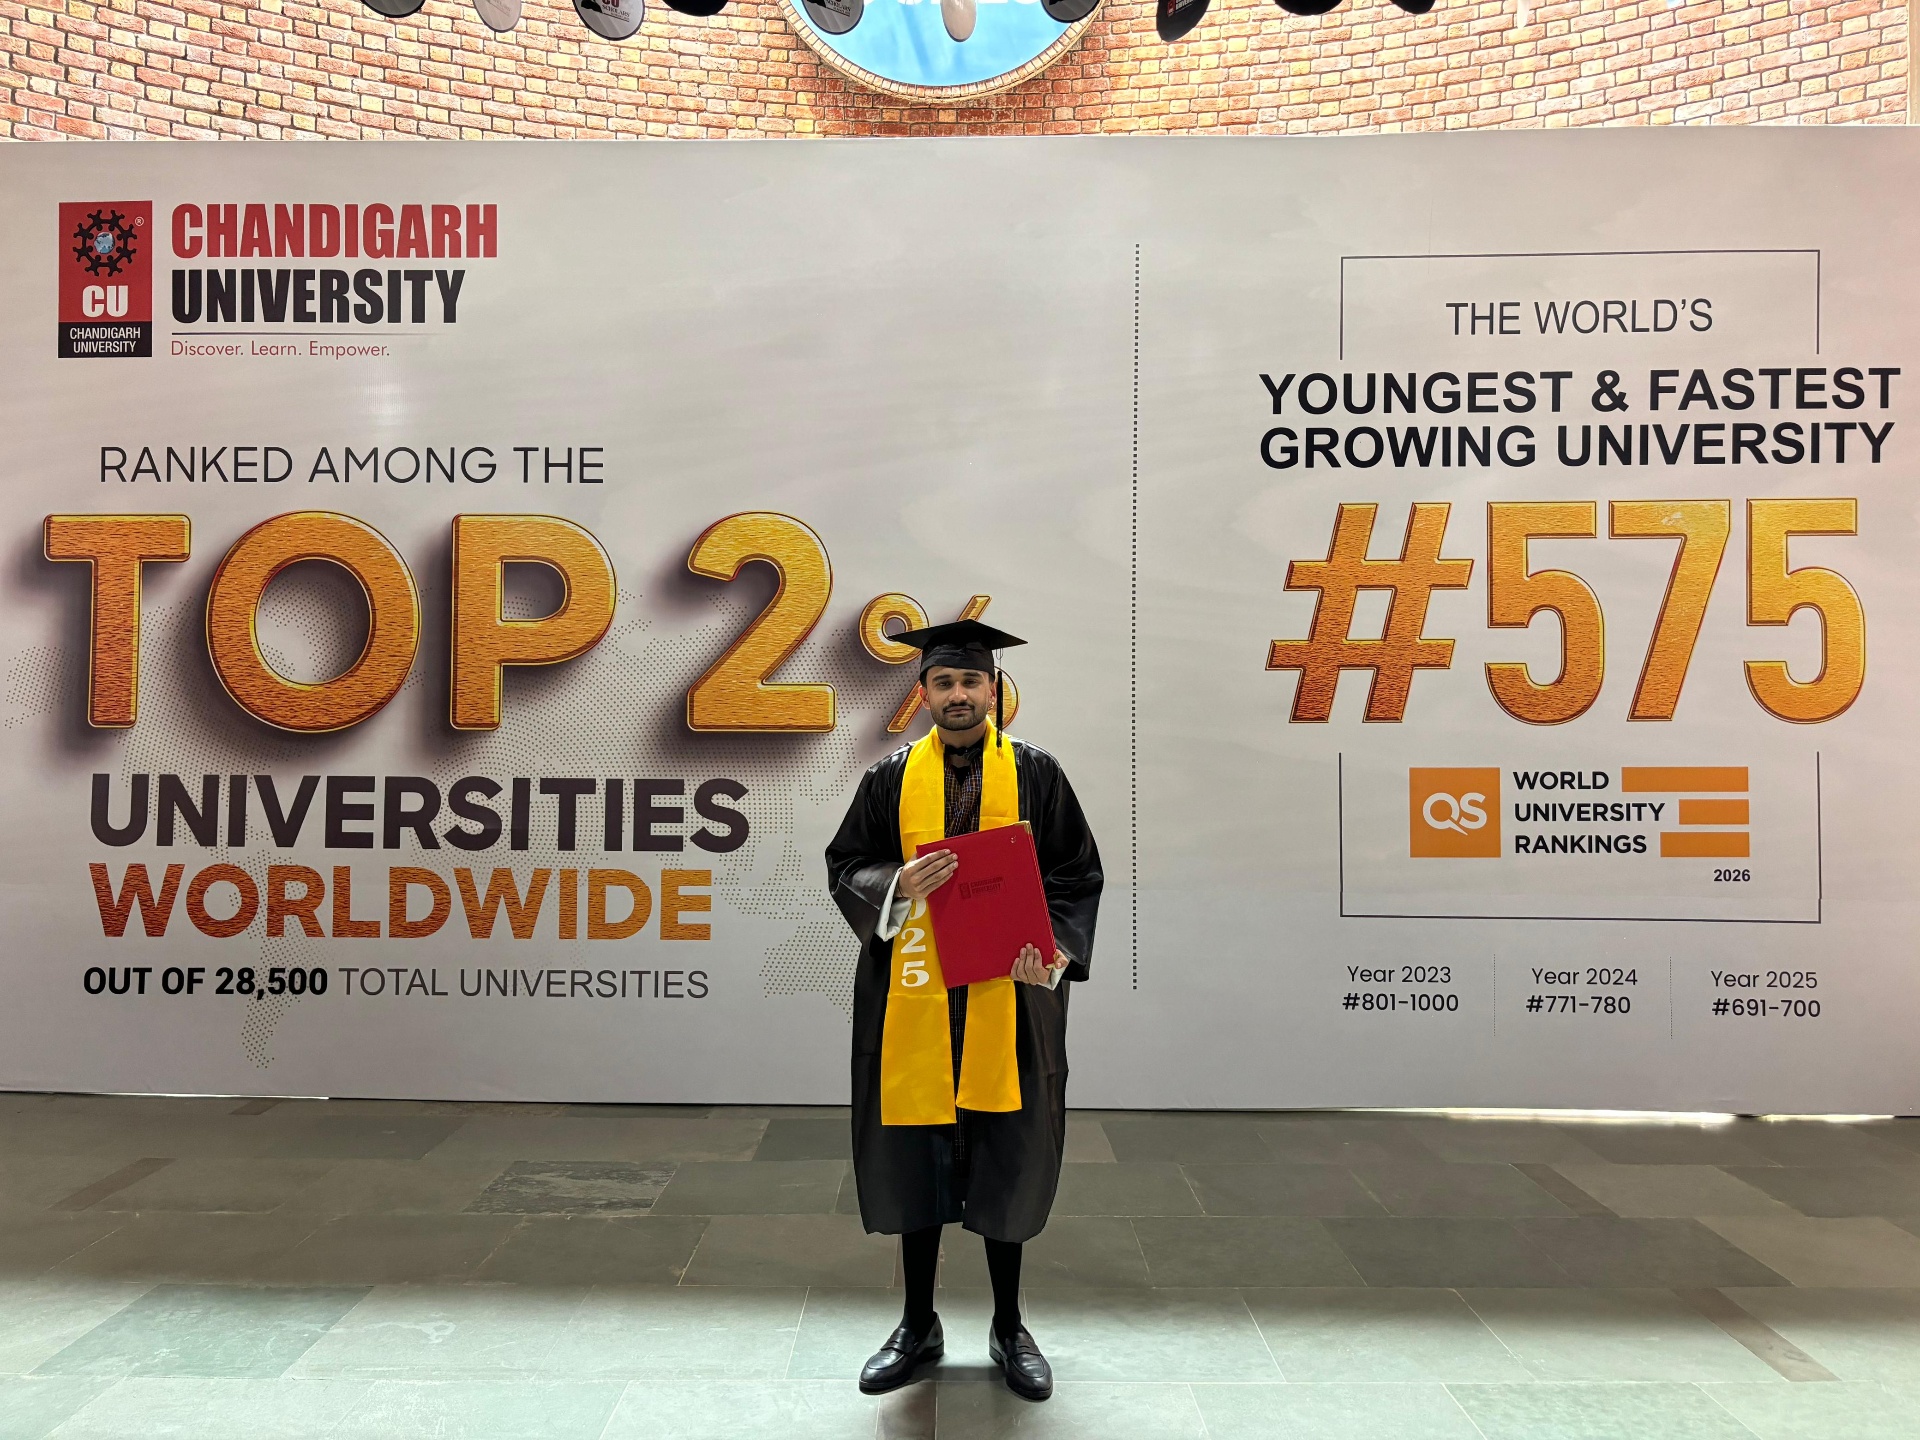 CHANDIGARH
UNIVERSITY
Discover. Learn. Empower.
CU
CHANDIGARH
UNIVERSITY
RANKED AMONG THE
TOP 2%
UNIVERSITIES
WORLDWIDE
OUT OF 28,500 TOTAL UNIVERSITIES
THE WORLD'S
YOUNGEST & FASTEST
GROWING UNIVERSITY
#575
QS
WORLD
UNIVERSITY
RANKINGS
2026
Year 2023
#801-1000
Year 2024
#771-780
Year 2025
#691-700
CHANDIGARH
UNIVERSITY
25